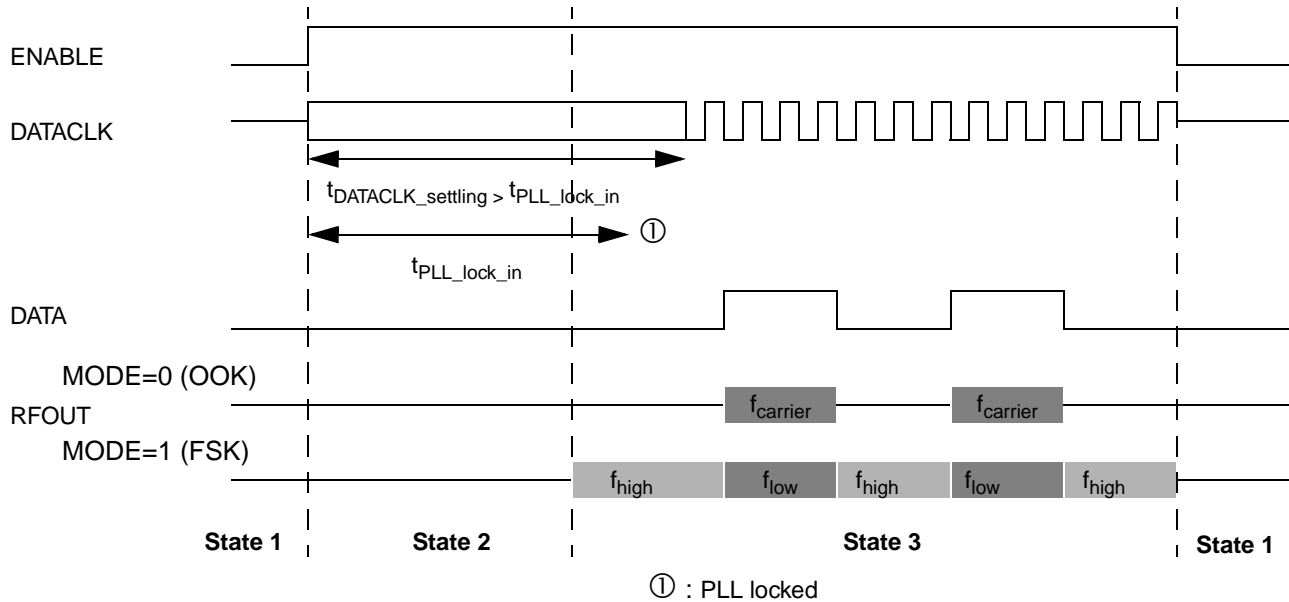 ENABLE
DATACLK
tDATACLK_settling > tPLL_lock_in
①
tPLL_lock_in
DATA
MODE=0 (OOK)
fcarrier fcarrier
RFOUT
MODE=1 (FSK)
fhigh flow fhigh flow fhigh
State 1 State 2 State 3 State 1
① : PLL locked